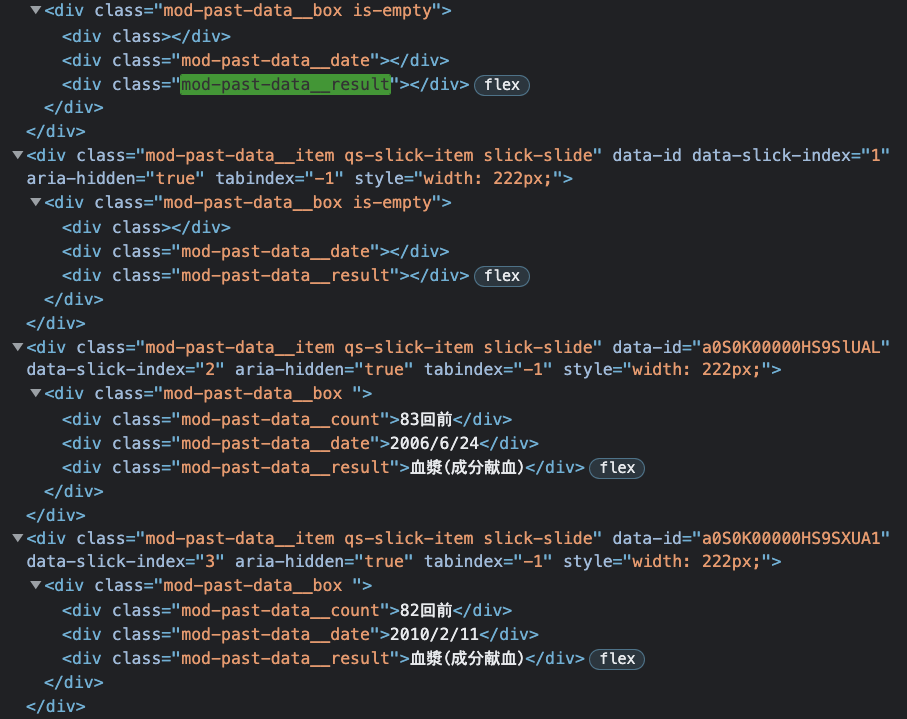 ▼<div class="mod-past-data__box is-empty">
<div class></div>
<div class="mod-past-data__date"></div>
<div class="mod-past-data__result"></div> flex
</div>
</div>
▼<div class="mod-past-data__item qs-slick-item slick-slide" data-id data-slick-index="1"
aria-hidden="true" tabindex="-1" style="width: 222px;">
▼<div class="mod-past-data__box is-empty">
<div class></div>
<div class="mod-past-data__date"></div>
<div class="mod-past-data__result"></div> flex
</div>
</div>
▼<div class="mod-past-data__item qs-slick-item slick-slide" data-id="a0S0K00000HS9SlUAL"
data-slick-index="2" aria-hidden="true" tabindex="-1" style="width: 222px;">
▼<div class="mod-past-data__box ">
<div class="mod-past-data__count">83回前</div>
<div class="mod-past-data__date">2006/6/24</div>
<div class="mod-past-data__result">血漿(成分献血)</div> flex
</div>
</div>
▼<div class="mod-past-data__item qs-slick-item slick-slide" data-id="a0S0K00000HS9SXUA1"
data-slick-index="3" aria-hidden="true" tabindex="-1" style="width: 222px;">
▼<div class="mod-past-data__box ">
<div class="mod-past-data__count">82回前</div>
<div class="mod-past-data__date">2010/2/11</div>
<div class="mod-past-data__result">血漿(成分献血)</div> flex
</div>
</div>